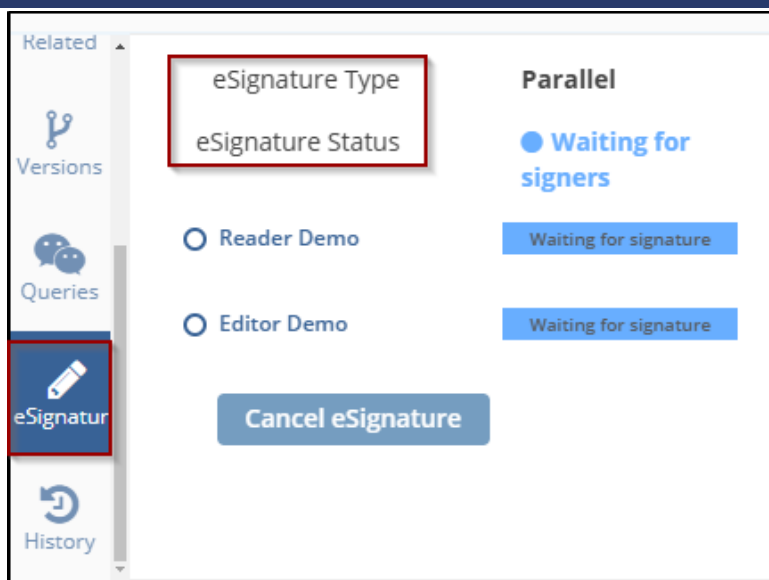 Related
Versions
Queries
eSignatur
History
eSignature Type Parallel
eSignature Status Waiting for
signers
Reader Demo Waiting for signature
Editor Demo Waiting for signature
Cancel eSignature